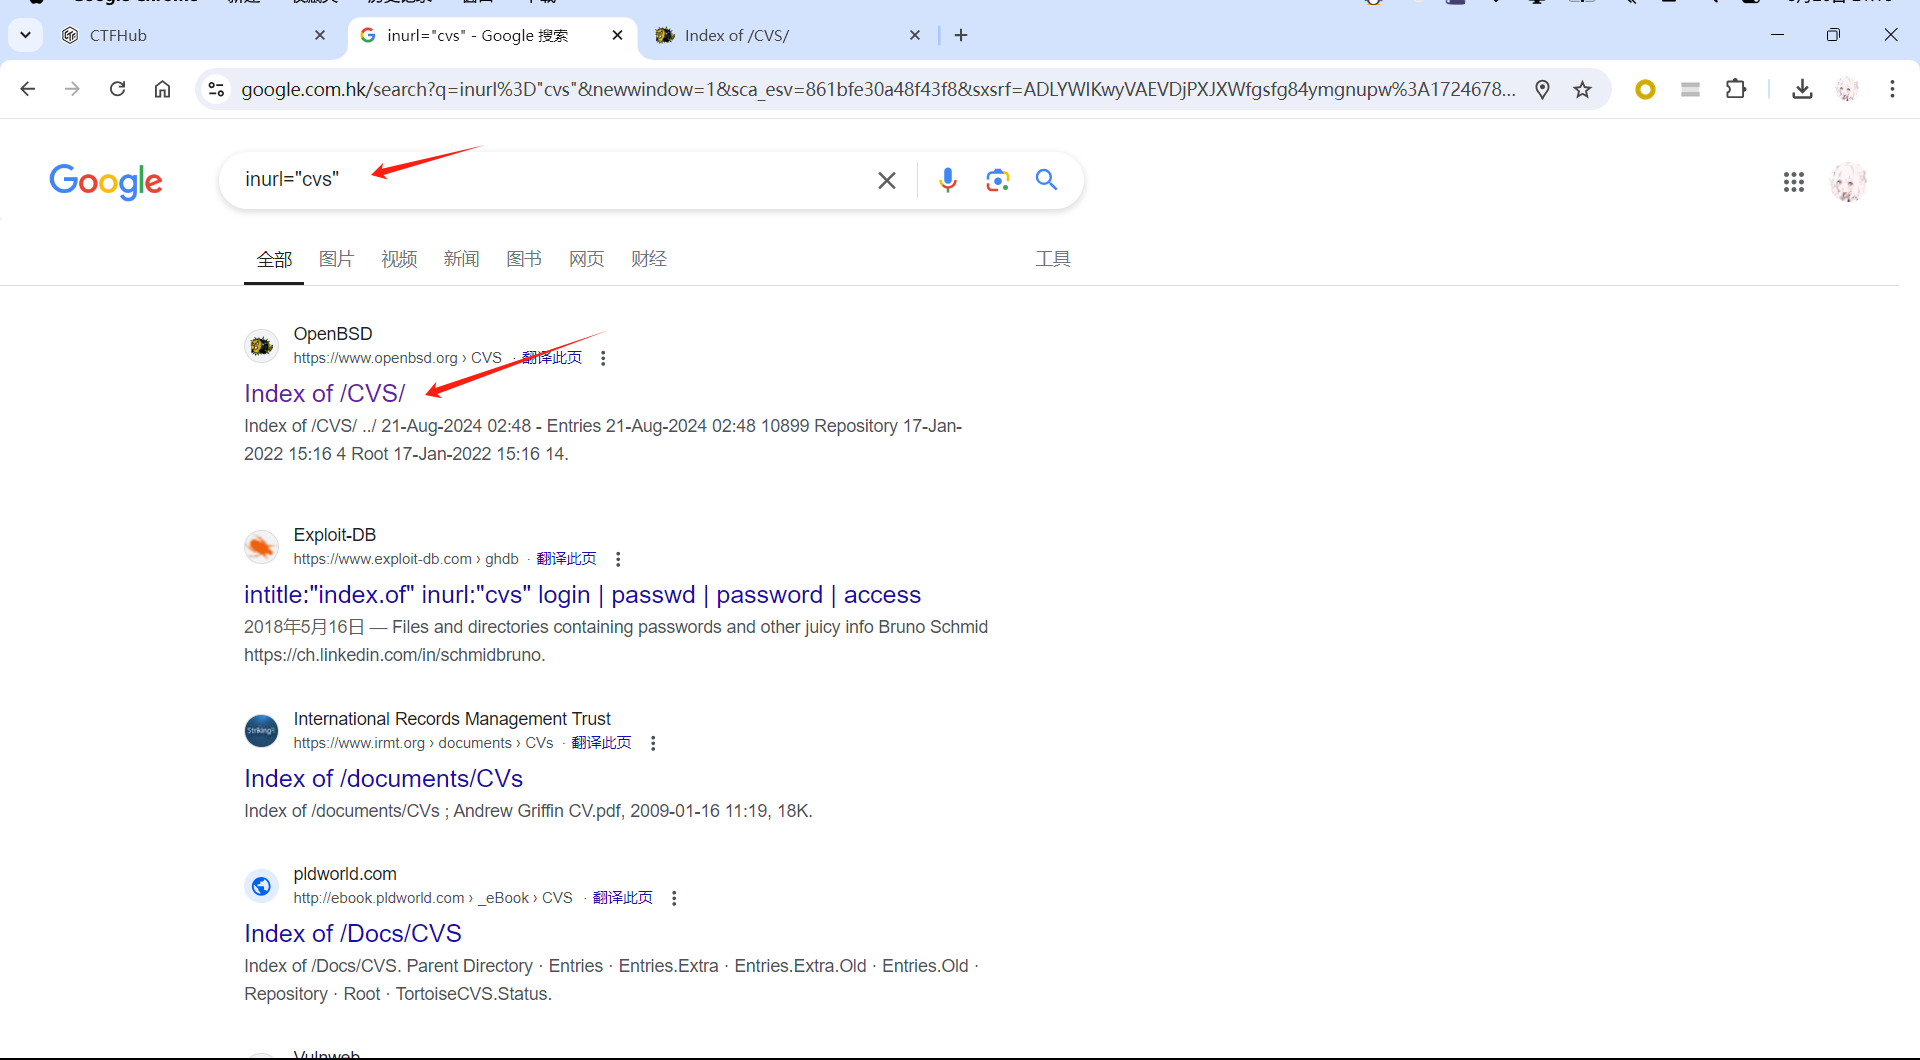 Google Chrome
CTFHub
inurl="cvs" - Google 搜索
Index of /CVS/
google.com.hk/search?q=inurl%3D"cvs"&newwindow=1&sca_esv=861bfe30a48f43f8&sxsrf=ADLYWIKwyVAEVDjPXJXWfgsfg84ymgnupw%3A1724678...
Google
inurl="cvs"
全部 图片 视频 新闻 图书 网页 财经 工具
OpenBSD
https://www.openbsd.org › CVS · 翻译此页
Index of /CVS/
Index of /CVS/ ../ 21-Aug-2024 02:48 - Entries 21-Aug-2024 02:48 10899 Repository 17-Jan-
2022 15:16 4 Root 17-Jan-2022 15:16 14.
Exploit-DB
https://www.exploit-db.com › ghdb · 翻译此页
intitle:"index.of" inurl:"cvs" login | passwd | password | access
2018年5月16日 — Files and directories containing passwords and other juicy info Bruno Schmid
https://ch.linkedin.com/in/schmidbruno.
Striking
International Records Management Trust
https://www.irmt.org › documents › CVs · 翻译此页
Index of /documents/CVs
Index of /documents/CVs ; Andrew Griffin CV.pdf, 2009-01-16 11:19, 18K.
pldworld.com
http://ebook.pldworld.com › _eBook › CVS · 翻译此页
Index of /Docs/CVS
Index of /Docs/CVS. Parent Directory · Entries · Entries.Extra · Entries.Extra.Old · Entries.Old ·
Repository · Root · TortoiseCVS.Status.
Vulnweb